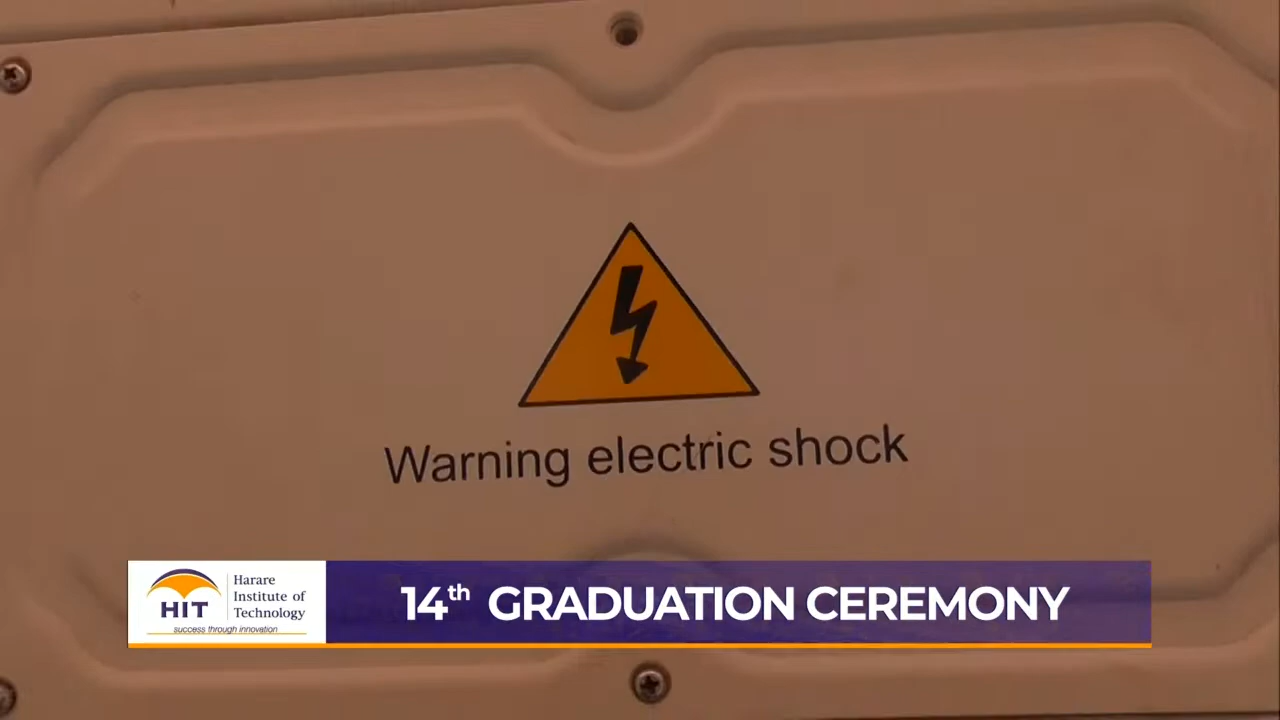 Warning electric shock
HIT
success through innovation
Harare
Institute of
Technology
14th GRADUATION CEREMONY